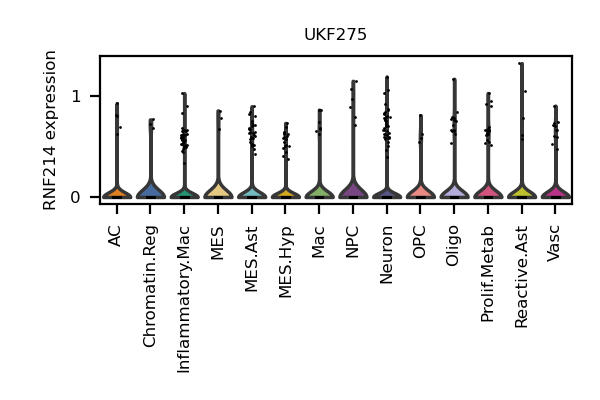 UKF275
RNF214 expression
1
0
AC
Chromatin.Reg
Inflammatory.Mac
MES
MES.Ast
MES.Hyp
Mac
NPC
Neuron
OPC
Oligo
Prolif.Metab
Reactive.Ast
Vasc